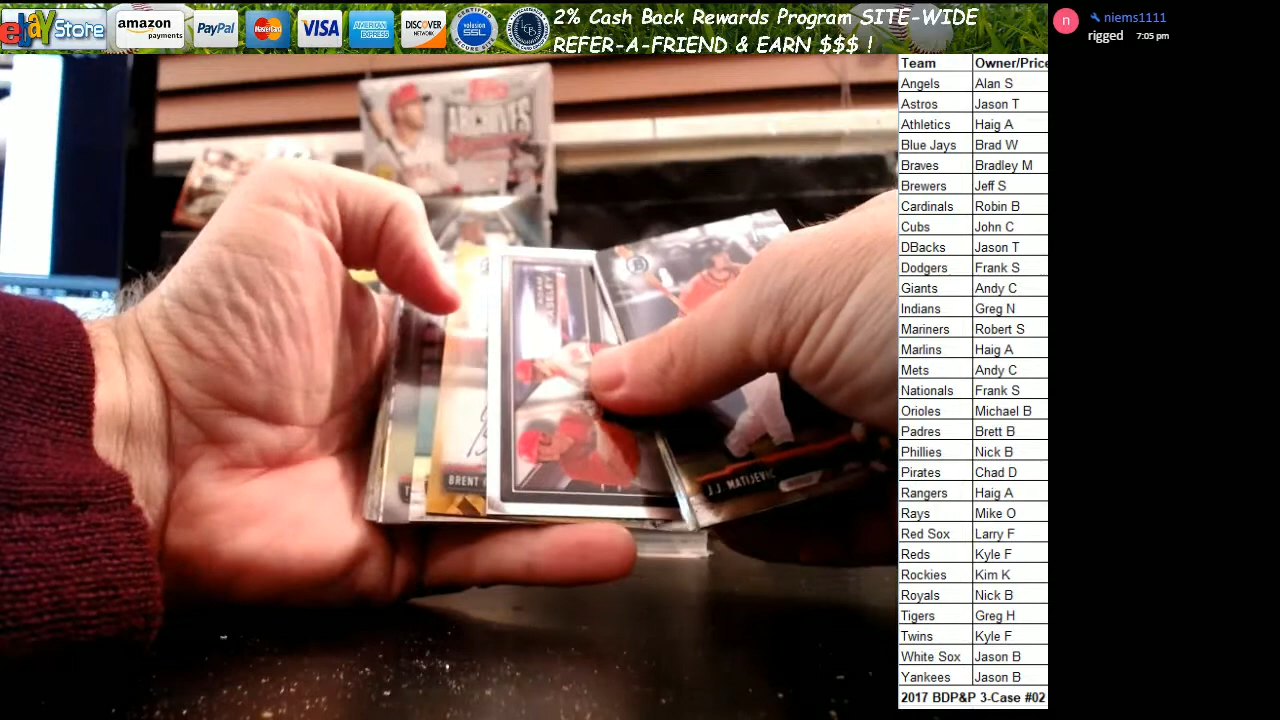 ebay Store
amazon
payments
PayPal
MasterCard
VISA
AMERICAN
EXPRESS
DISCOVER
NETWORK
volusion
SSL
2% Cash Back Rewards Program SITE-WIDE
REFER-A-FRIEND & EARN $$$ !
n
niems1111
rigged 7:05 pm
Team Owner/Price
Angels Alan S
Astros Jason T
Athletics Haig A
Blue Jays Brad W
Braves Bradley M
Brewers Jeff S
Cardinals Robin B
Cubs John C
DBacks Jason T
Dodgers Frank S
Giants Andy C
Indians Greg N
Mariners Robert S
Marlins Haig A
Mets Andy C
Nationals Frank S
Orioles Michael B
Padres Brett B
Phillies Nick B
Pirates Chad D
Rangers Haig A
Rays Mike O
Red Sox Larry F
Reds Kyle F
Rockies Kim K
Royals Nick B
Tigers Greg H
Twins Kyle F
White Sox Jason B
Yankees Jason B
2017 BDP&P 3-Case #02
ARCHIVES
BRENT
J.J. MATIJEVIC